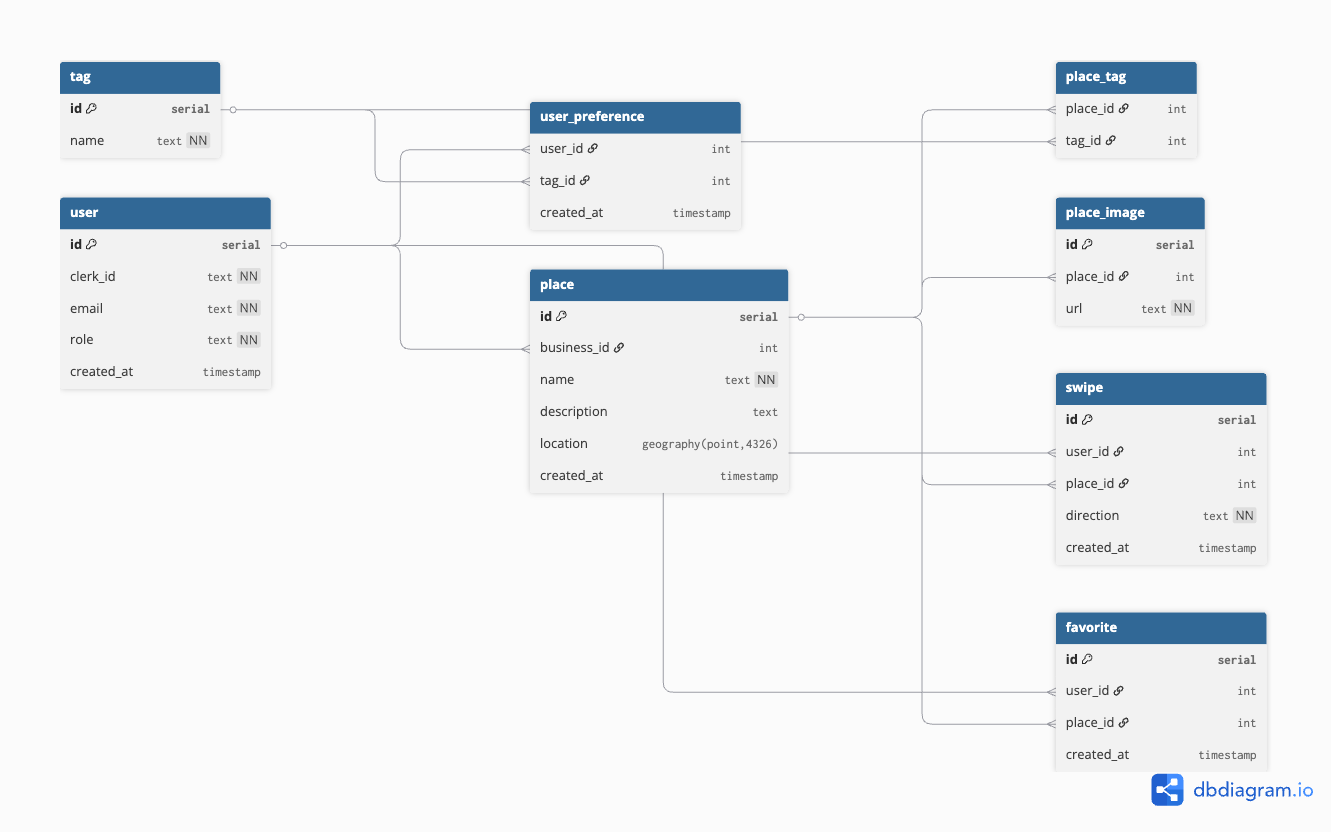 tag
id serial
name text NN
user
id serial
clerk_id text NN
email text NN
role text NN
created_at timestamp
user_preference
user_id int
tag_id int
created_at timestamp
place
id serial
business_id int
name text NN
description text
location geography(point,4326)
created_at timestamp
place_tag
place_id int
tag_id int
place_image
id serial
place_id int
url text NN
swipe
id serial
user_id int
place_id int
direction text NN
created_at timestamp
favorite
id serial
user_id int
place_id int
created_at timestamp
dbdiagram.io